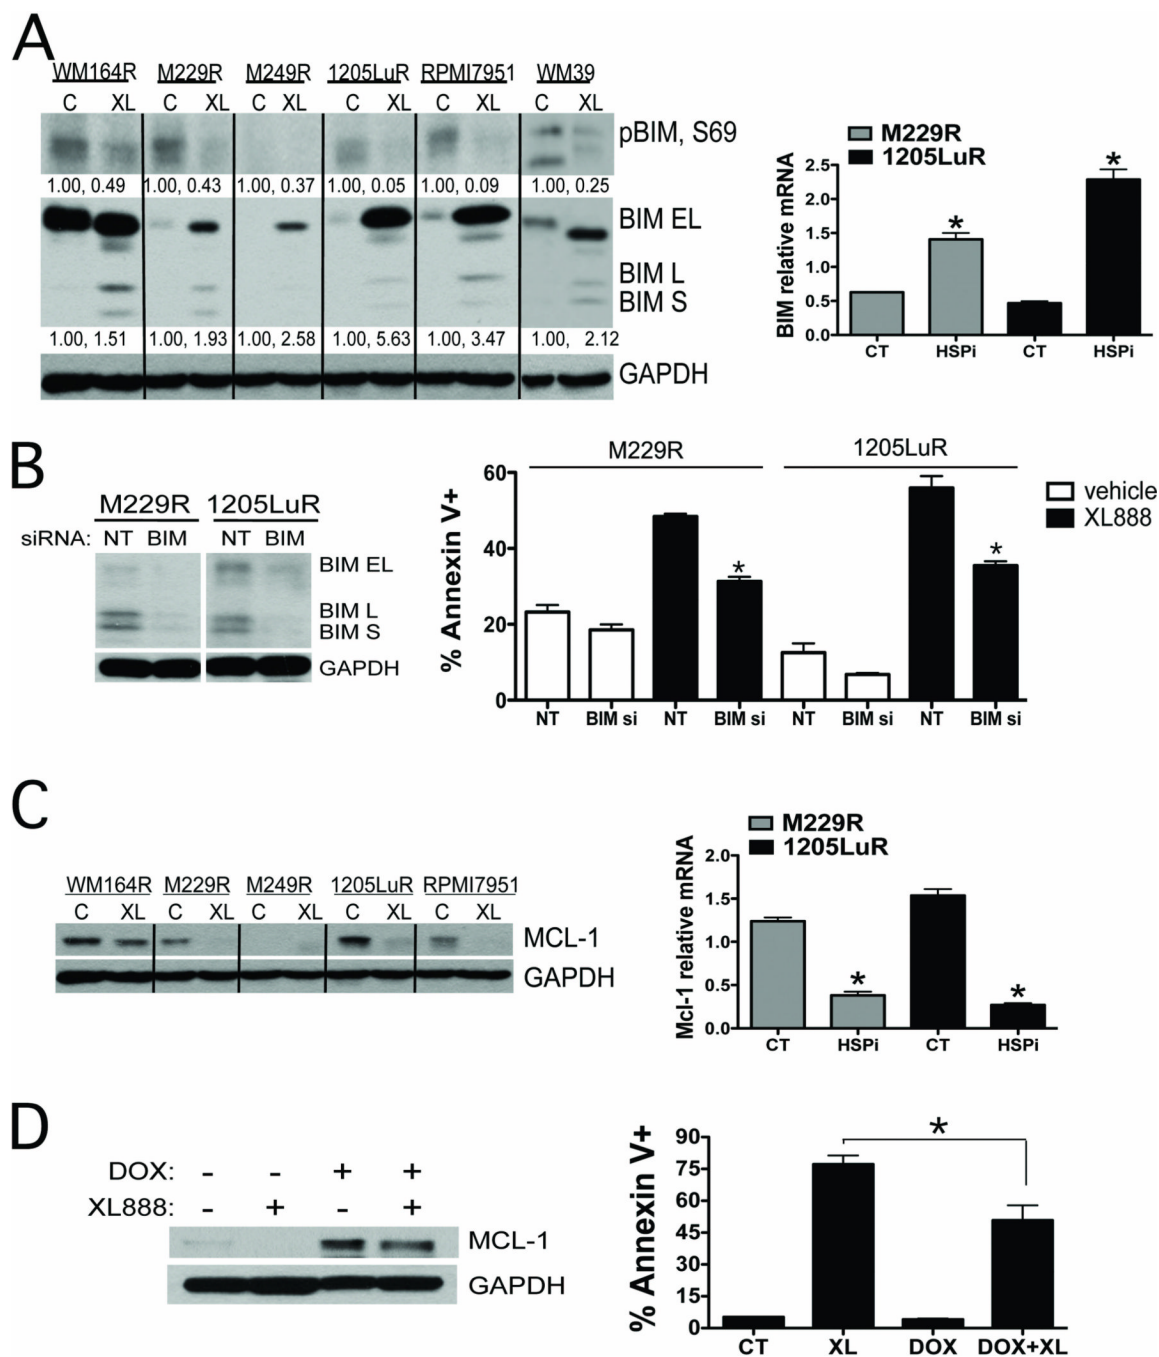 A
WM164R M229R M249R 1205LuR RPMI7951 WM39
C XL C XL C XL C XL C XL C XL
pBIM, S69
1.00, 0.49 1.00, 0.43 1.00, 0.37 1.00, 0.05 1.00, 0.09 1.00, 0.25
BIM EL
BIM L
BIM S
1.00, 1.51 1.00, 1.93 1.00, 2.58 1.00, 5.63 1.00, 3.47 1.00, 2.12
GAPDH
M229R
1205LuR
BIM relative mRNA
2.5
2.0
1.5
1.0
0.5
0.0
* *
CT HSPi CT HSPi
B
M229R 1205LuR
siRNA: NT BIM NT BIM
BIM EL
BIM L
BIM S
GAPDH
M229R 1205LuR
vehicle
XL888
% Annexin V+
60
40
20
0
* *
NT BIM si NT BIM si NT BIM si NT BIM si
C
WM164R M229R M249R 1205LuR RPMI7951
C XL C XL C XL C XL C XL
MCL-1
GAPDH
M229R
1205LuR
Mcl-1 relative mRNA
2.0
1.5
1.0
0.5
0.0
* *
CT HSPi CT HSPi
D
DOX: - - + +
XL888: - + - +
MCL-1
GAPDH
% Annexin V+
90
75
60
45
30
15
0
*
CT XL DOX DOX+XL